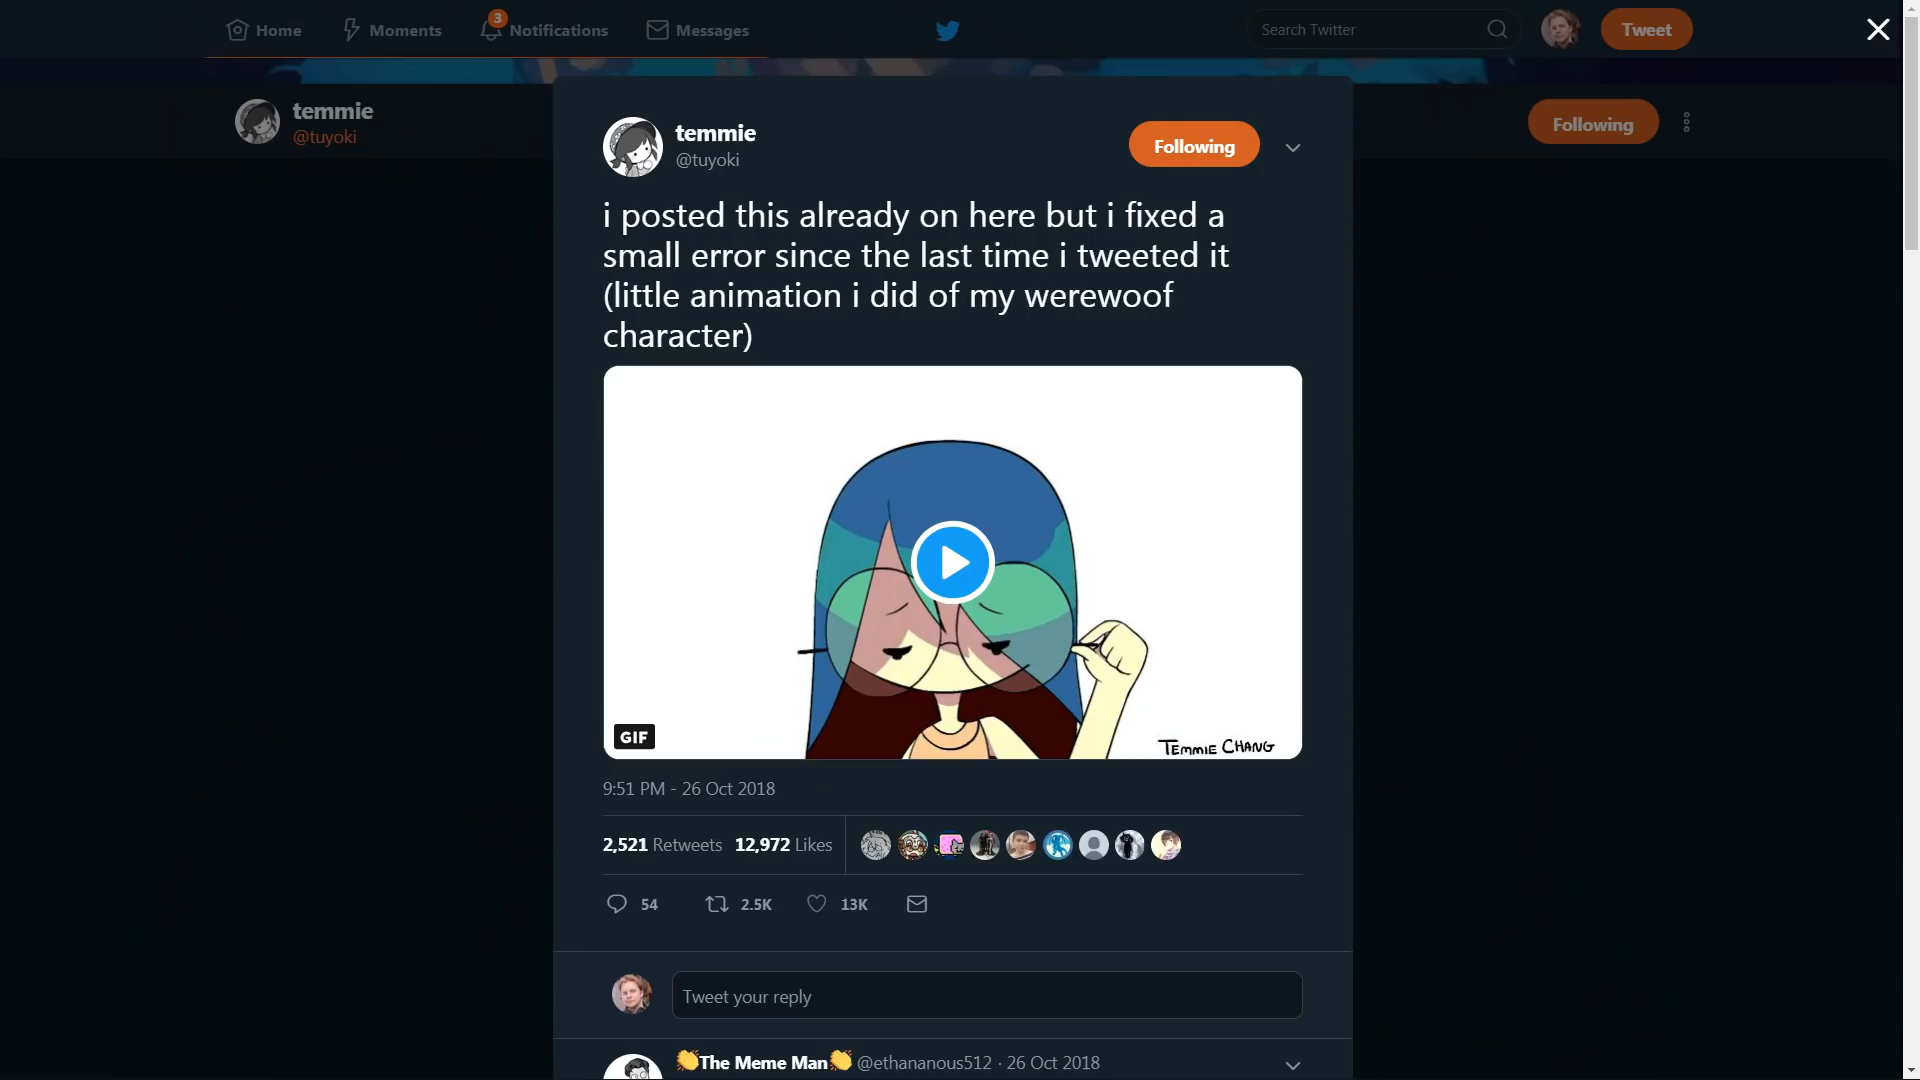 Home
Moments
3
Notifications
Messages
Search Twitter
Tweet
temmie
@tuyoki
Following
temmie
@tuyoki
Following
i posted this already on here but i fixed a
small error since the last time i tweeted it
(little animation i did of my werewoof
character)
GIF
TEMMIE CHANG
9:51 PM - 26 Oct 2018
2,521 Retweets 12,972 Likes
54
2.5K
13K
Tweet your reply
👏The Meme Man👏 @ethananous512 · 26 Oct 2018